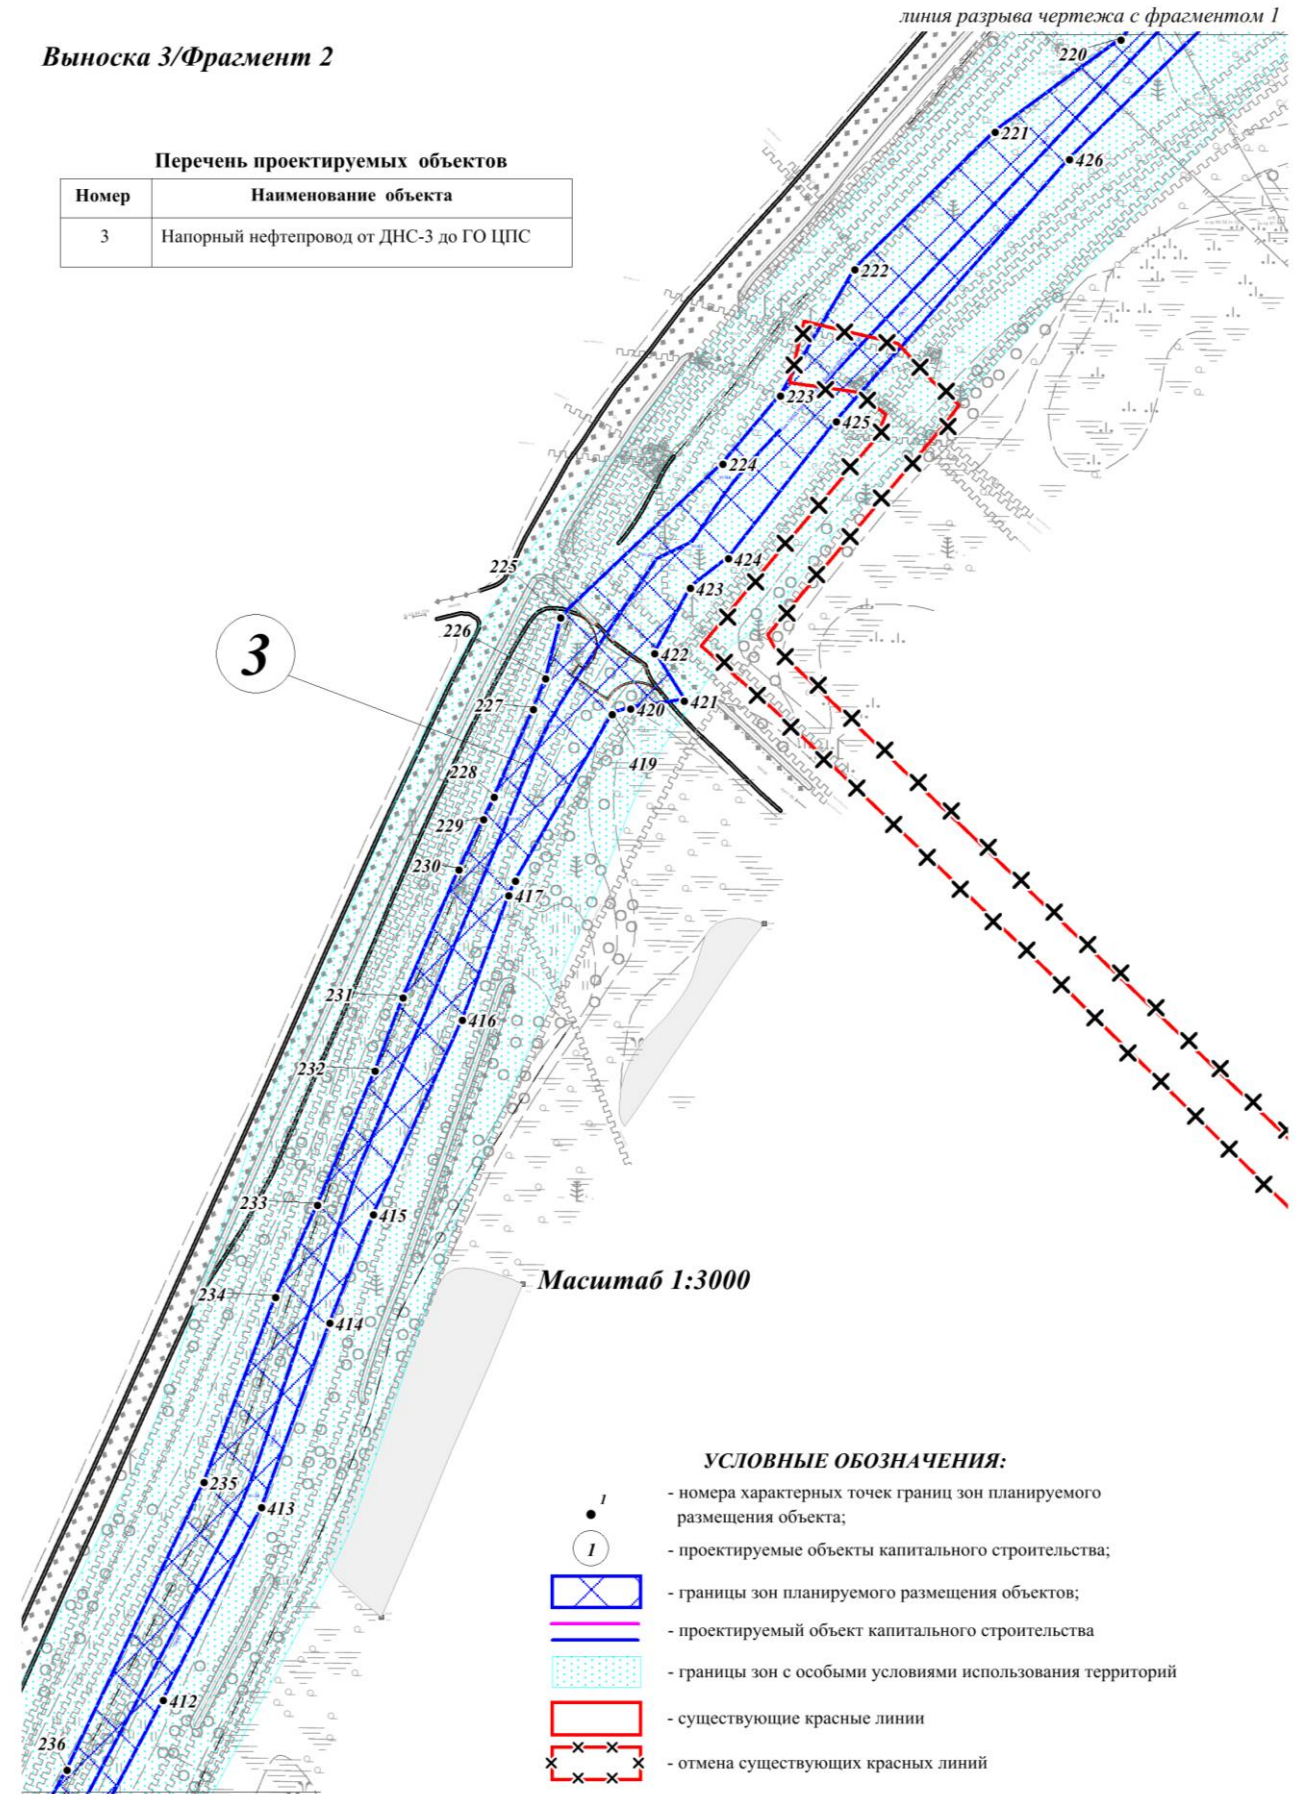 линия разрыва чертежа с фрагментом 1
Выноска 3/Фрагмент 2
Перечень проектируемых объектов
Номер Наименование объекта
3 Напорный нефтепровод от ДНС-3 до ГО ЦПС
220
221
426
222
223
425
224
424
225
423
226
422
3
421
227
420
419
228
229
230
417
231
416
232
233
415
Масштаб 1:3000
234
414
235
413
412
236
УСЛОВНЫЕ ОБОЗНАЧЕНИЯ:
1 - номера характерных точек границ зон планируемого
размещения объекта;
1 - проектируемые объекты капитального строительства;
- границы зон планируемого размещения объектов;
- проектируемый объект капитального строительства
- границы зон с особыми условиями использования территорий
- существующие красные линии
- отмена существующих красных линий